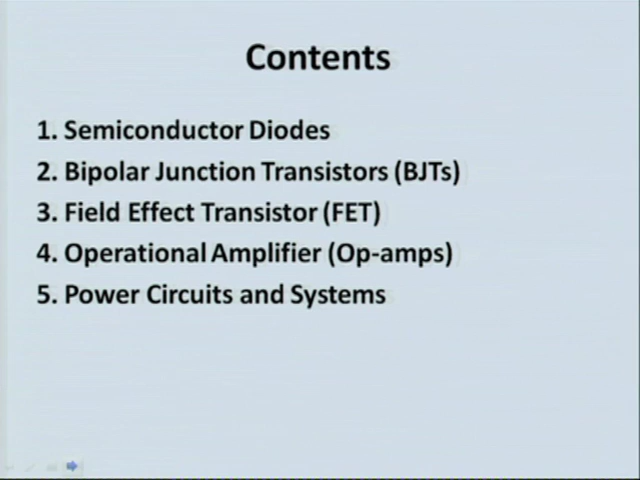 Contents
1. Semiconductor Diodes
2. Bipolar Junction Transistors (BJTs)
3. Field Effect Transistor (FET)
4. Operational Amplifier (Op-amps)
5. Power Circuits and Systems